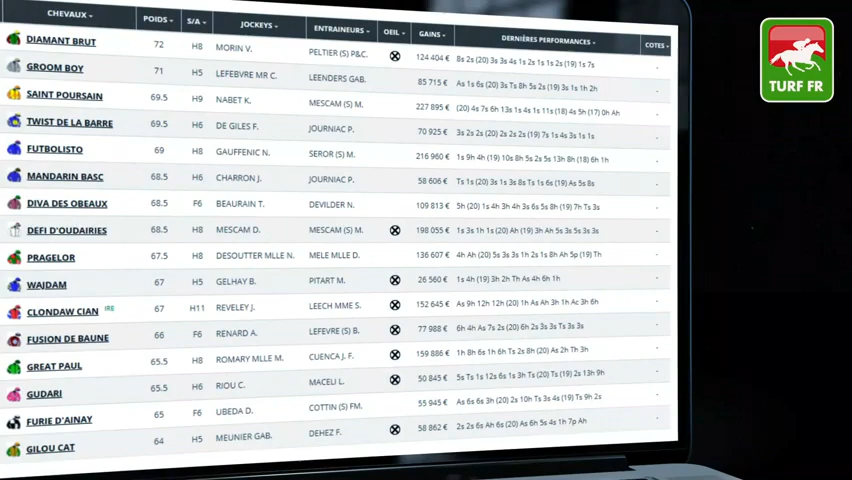 CHEVAUX POIDS S/A JOCKEYS ENTRAINEURS OEIL GAINS DERNIÈRES PERFORMANCES COTES
DIAMANT BRUT 72 H8 MORIN V. PELTIER (S) P&C. 124 404 € 8s 2s (20) 3s 3s 4s 1s 2s 1s 1s 2s (19) 1s 7s -
GROOM BOY 71 H5 LEFEBVRE MR C. LEENDERS GAB. 85 715 € As 1s 6s (20) 3s Ts 8h 5s 2s (19) 3s 1s 1h 2h -
SAINT POURSAIN 69.5 H9 NABET K. MESCAM (S) M. 227 895 € (20) 4s 7s 6h 13s 1s 4s 1s 11s (18) 4s 5h (17) 0h Ah -
TWIST DE LA BARRE 69.5 H6 DE GILES F. JOURNIAC P. 70 925 € 3s 2s 2s (20) 2s 2s 2s (19) 7s 1s 4s 3s 1s 1s -
FUTBOLISTO 69 H8 GAUFFENIC N. SEROR (S) M. 216 960 € 1s 9h 4h (19) 10s 8h 5s 2s 5s 13h 8h (18) 6h 1h -
MANDARIN BASC 68.5 H6 CHARRON J. JOURNIAC P. 58 606 € Ts 1s (20) 3s 1s 3s 8s Ts 1s 6s (19) As 5s 8s -
DIVA DES OBEAUX 68.5 F6 BEAURAIN T. DEVILDER N. 109 813 € 5h (20) 1s 4h 3h 4h 3s 6s 5s 8h (19) 7h Ts 3s -
DEFI D'OUDAIRIES 68.5 H8 MESCAM D. MESCAM (S) M. 198 055 € 1s 3s 1h 1s (20) Ah (19) 3h Ah 5s 3s 5s 3s 3s -
PRAGELOR 67.5 H8 DESOUTTER MLLE N. MELE MLLE D. 136 607 € 4h Ah (20) 5s 3s 3s 1h 2s 1s 8h Ah 5p (19) Th -
WAJDAM 67 H5 GELHAY B. PITART M. 26 560 € 1s 4h (19) 3h 2h Th As 4h 6h 1h -
CLONDAW CIAN IRE 67 H11 REVELEY J. LEECH MME S. 152 645 € As 9h 12h 12h (20) 1h As Ah 3h 1h Ac 3h 6h -
FUSION DE BAUNE 66 F6 RENARD A. LEFEVRE (S) B. 77 988 € 6h 4h As 7s 2s (20) 6h 2s 3s 3s Ts 3s 3s -
GREAT PAUL 65.5 H8 ROMARY MLLE M. CUENCA J. F. 159 886 € 1h 8h 6s 1h 6h Ts 2s 8h (20) As 2h Th 3h -
GUDARI 65.5 H6 RIOU C. MACELI L. 50 845 € 5s Ts 1s 12s 6s 1s 3h Ts (20) Ts (19) 2s 13h 9h -
FURIE D'AINAY 65 F6 UBEDA D. COTTIN (S) FM. 55 945 € As 6s 6s 3h (20) 2s 10h Ts 3s 4s (19) Ts 9h 2s -
GILOU CAT 64 H5 MEUNIER GAB. DEHEZ F. 58 862 € 2s 2s 6s Ah 6s (20) As 6h 5s 4s 1h 7p Ah -
TURF FR